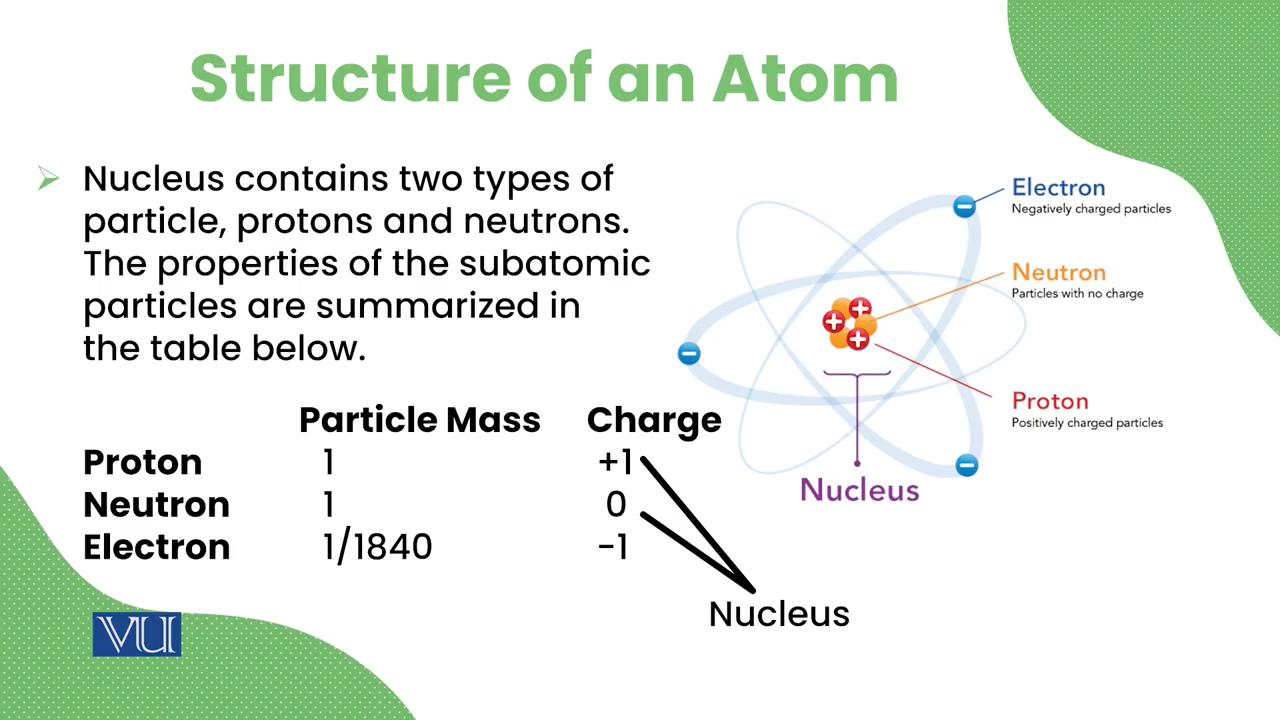 Structure of an Atom
Nucleus contains two types of
particle, protons and neutrons.
The properties of the subatomic
particles are summarized in
the table below.
Particle Mass Charge
Proton 1 +1
Neutron 1 0
Electron 1/1840 -1
Nucleus
Electron
Negatively charged particles
Neutron
Particles with no charge
Proton
Positively charged particles
Nucleus
VU